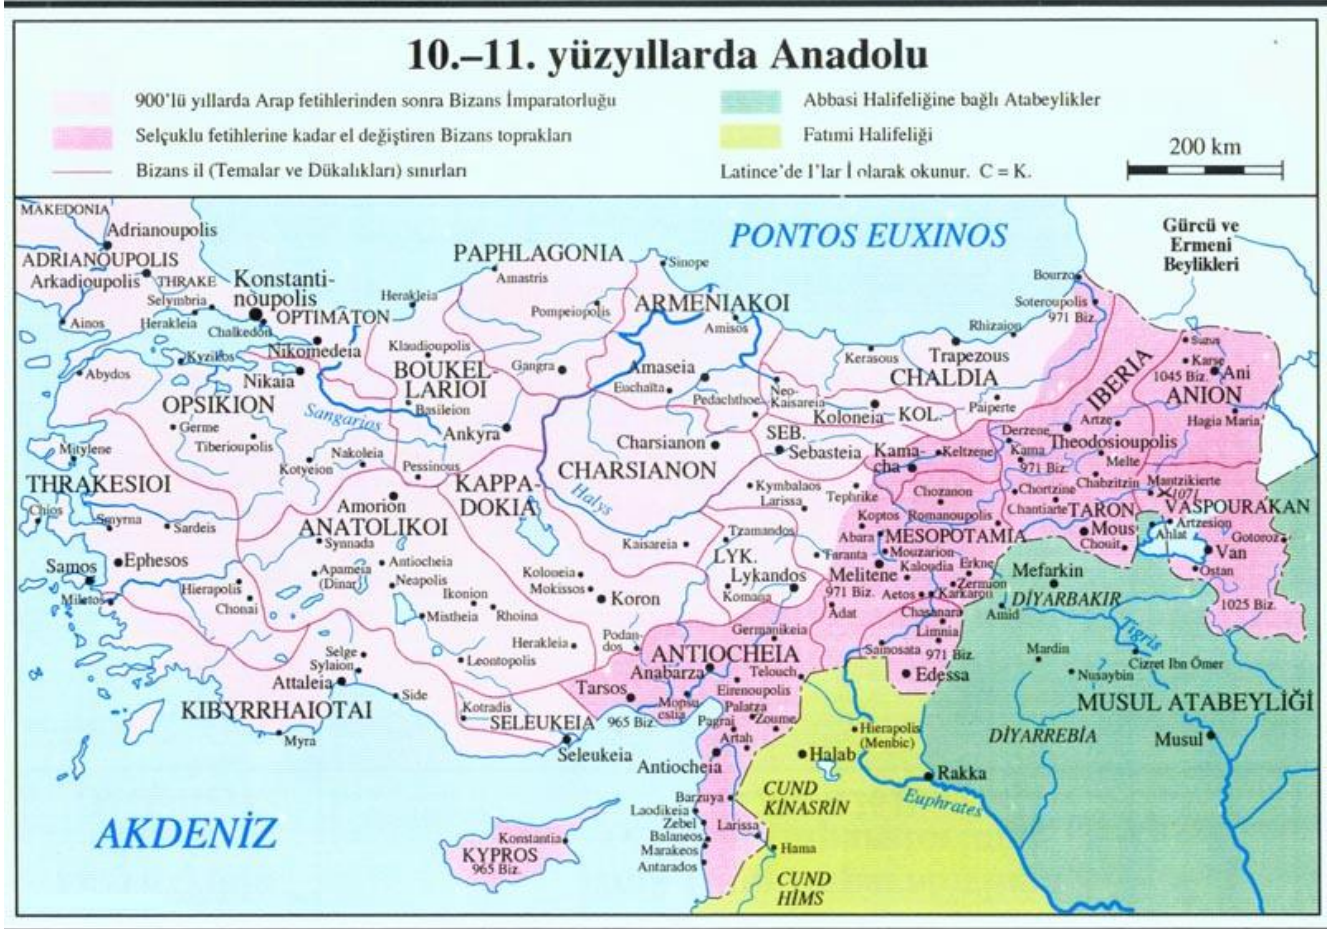 10.–11. yüzyıllarda Anadolu
900'lü yıllarda Arap fetihlerinden sonra Bizans İmparatorluğu
Selçuklu fetihlerine kadar el değiştiren Bizans toprakları
Bizans il (Temalar ve Dükalıkları) sınırları
Abbasi Halifeliğine bağlı Atabeylikler
Fatımi Halifeliği
Latince'de I'lar İ olarak okunur. C = K.
200 km
MAKEDONIA
Adrianoupolis
ADRIANOUPOLIS
Arkadioupolis
THRAKE
Selymbria
Ainos
Herakleia
Konstanti-
noupolis
Chalkedon
OPTIMATON
Nikomedeia
Kyzikos
Nikaia
Abydos
OPSIKION
Germe
Tiberioupolis
Sangarios
Kotyeion
Nakoleia
Mitylene
THRAKESIOI
Chios
Smyrna
Sardeis
Samos
Ephesos
Miletos
Hierapolis
Chonai
PAPHLAGONIA
Amastris
Herakleia
Pompeiopolis
Klaudioupolis
BOUKEL-
LARIOI
Gangra
Basileion
Ankyra
Pessinous
Amorion
ANATOLIKOI
Synnada
Apameia
(Dinar)
Antiocheia
Neapolis
Ikonion
Mistheia
Rhoina
Herakleia
Leontopolis
Selge
Sylaion
Attaleia
Side
KIBYRRHAIOTAI
Myra
Kotradis
SELEUKEIA
Seleukeia
KAPPA-
DOKIA
Sinope
PONTOS EUXINOS
ARMENIAKOI
Amisos
Amaseia
Euchaita
Pedachthoe
Neo-
Kaisareia
Charsianon
CHARSIANON
Halys
Kaisareia
Koloneia
Mokissos
Koron
Podan-
dos
Kerasous
Trapezous
CHALDIA
Rhizaion
Koloneia
KOL.
Paiperte
SEB.
Sebasteia
Kymbalaos
Larissa
Tephrike
Tzamandos
LYK.
Lykandos
Komana
Taranta
Bourzo
Soteroupolis
971 Biz.
Gürcü ve
Ermeni
Beylikleri
Suzus
Karse
1045 Biz.
Ani
ANION
Hagia Maria
IBERIA
Artze
Derzene
Theodosioupolis
Kama-
cha
Keltzene
Kama
971 Biz.
Melte
Chabzitzin
Mantzikierte
1071
Chozanon
Chortzine
Chantiarte
TARON
VASPOURAKAN
Koptos
Romanoupolis
Abara
MESOPOTAMIA
Mous
Chouit
Ahlat
Artzesion
Gotoroz
Van
Ostan
1025 Biz.
Mouzarion
Melitene
971 Biz.
Kaloudia
Erkne
Zermion
Aetos
Karkaron
Adat
Chasanara
Limnia
971 Biz.
Samosata
Edessa
Mefarkin
DİYARBAKIR
Amid
Tigris
Mardin
Cizret Ibn Ömer
Nusaybin
MUSUL ATABEYLİĞİ
DİYARREBİA
Musul
Germanikeia
ANTIOCHEIA
Anabarza
Telouch
Tarsos
Mopsu-
estia
Eirenoupolis
965 Biz.
Palatza
Pagrai
Zoume
Artah
Antiocheia
Hierapolis
(Menbic)
Halab
Rakka
Euphrates
CUND
KİNASRİN
Barzuya
Laodikeia
Zebel
Larissa
Balaneos
Marakeos
Antarados
Hama
CUND
HİMS
AKDENİZ
Konstantia
KYPROS
965 Biz.